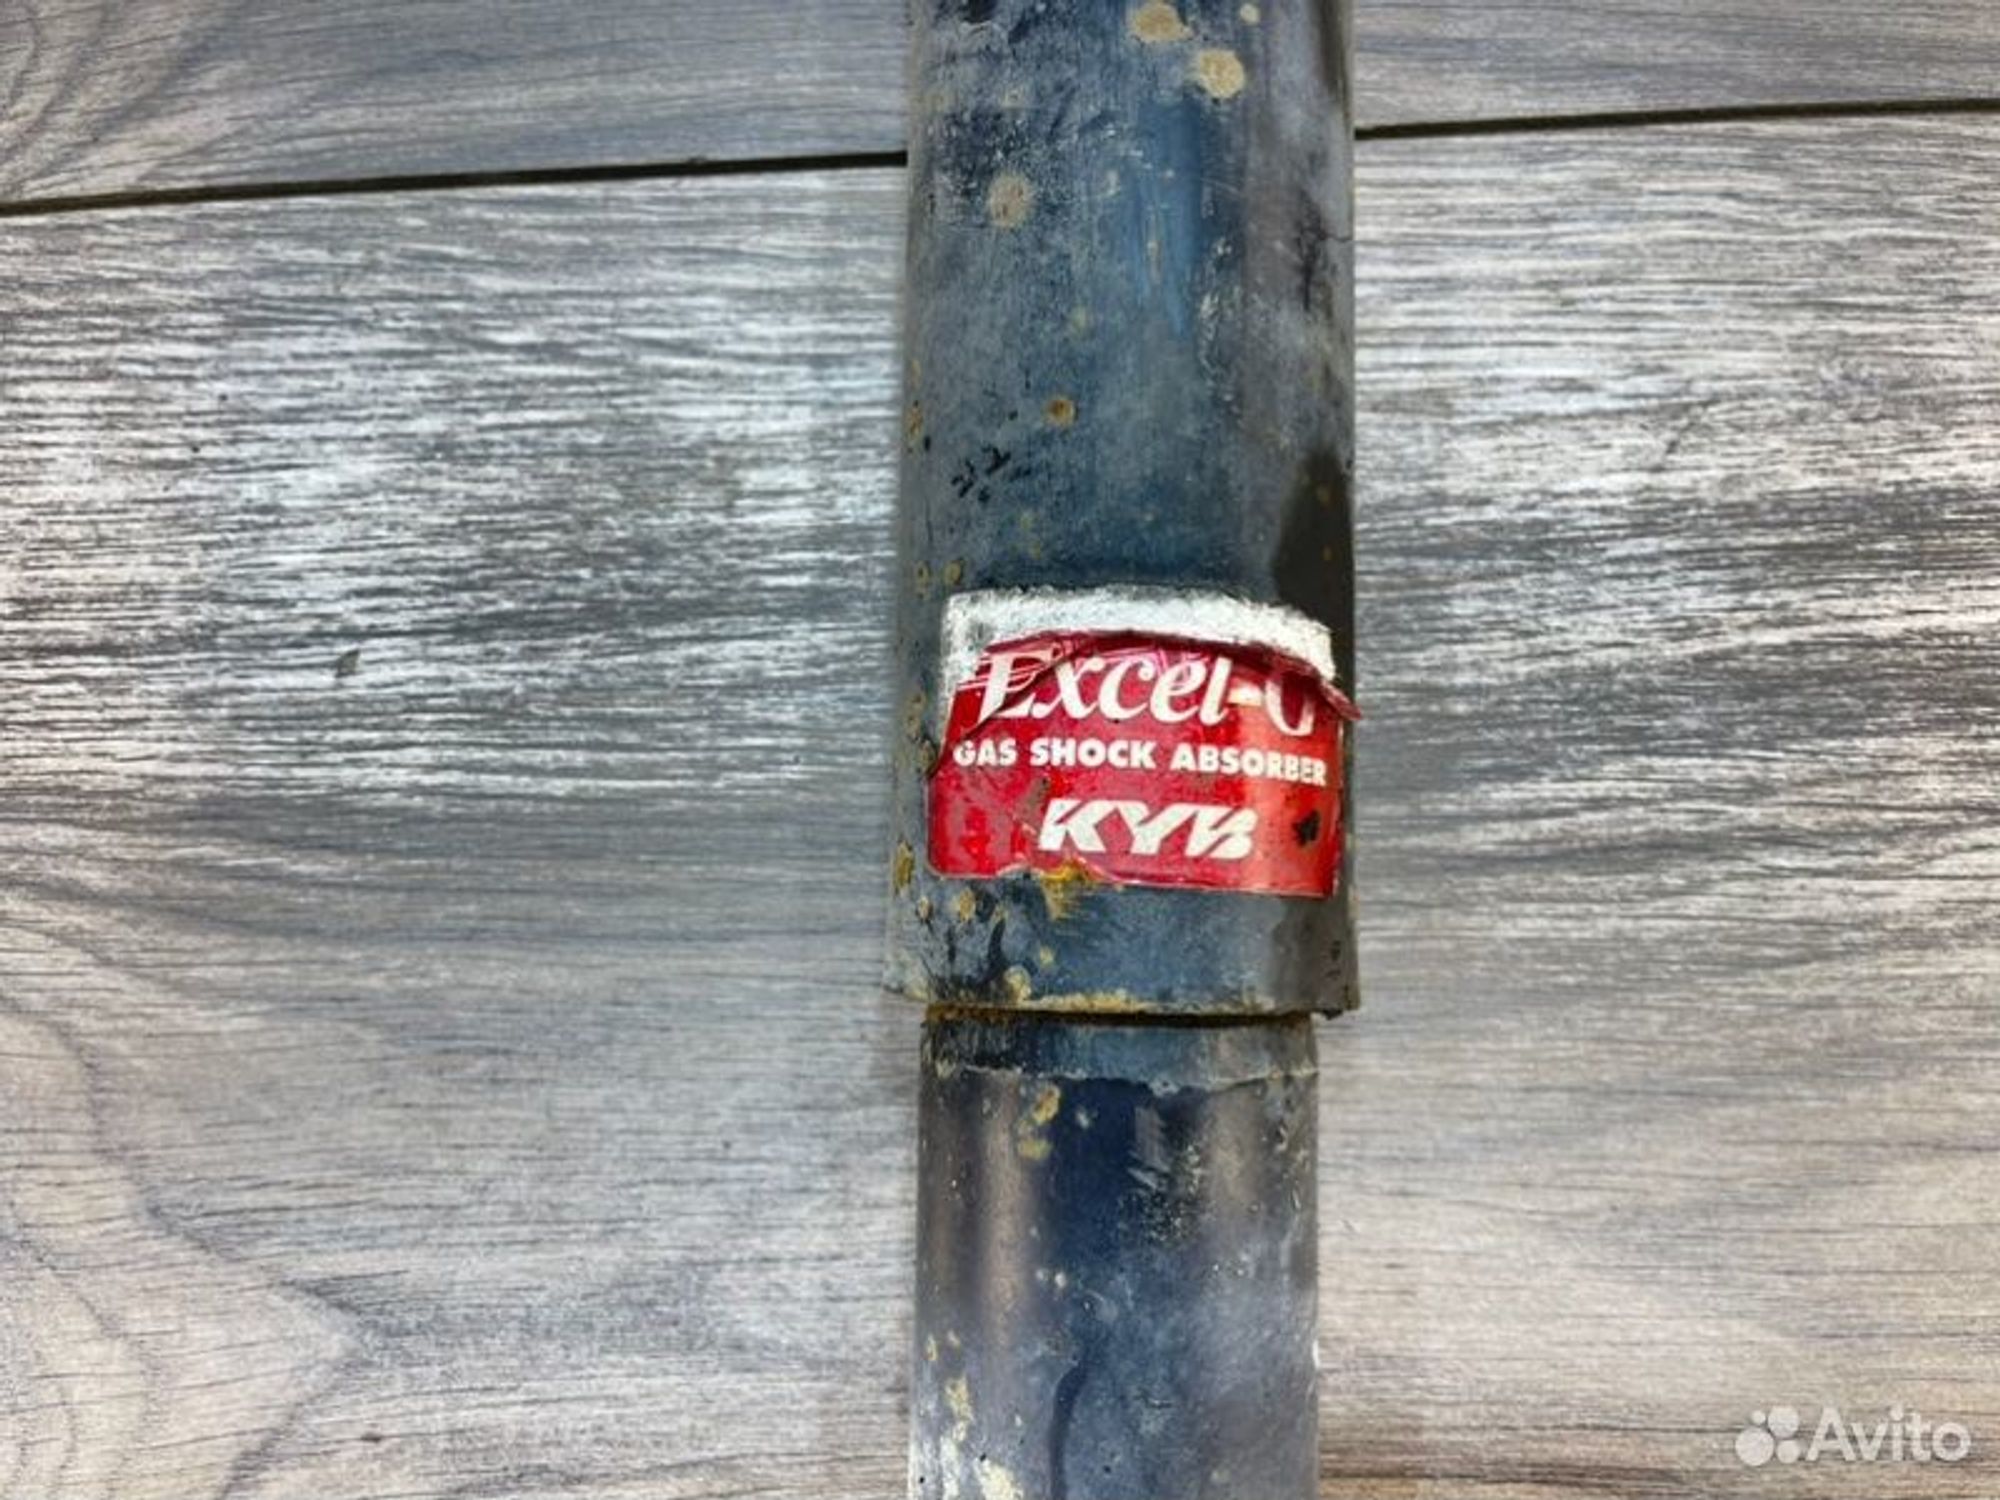 Excel-G
GAS SHOCK ABSORBER
KYB
Avito